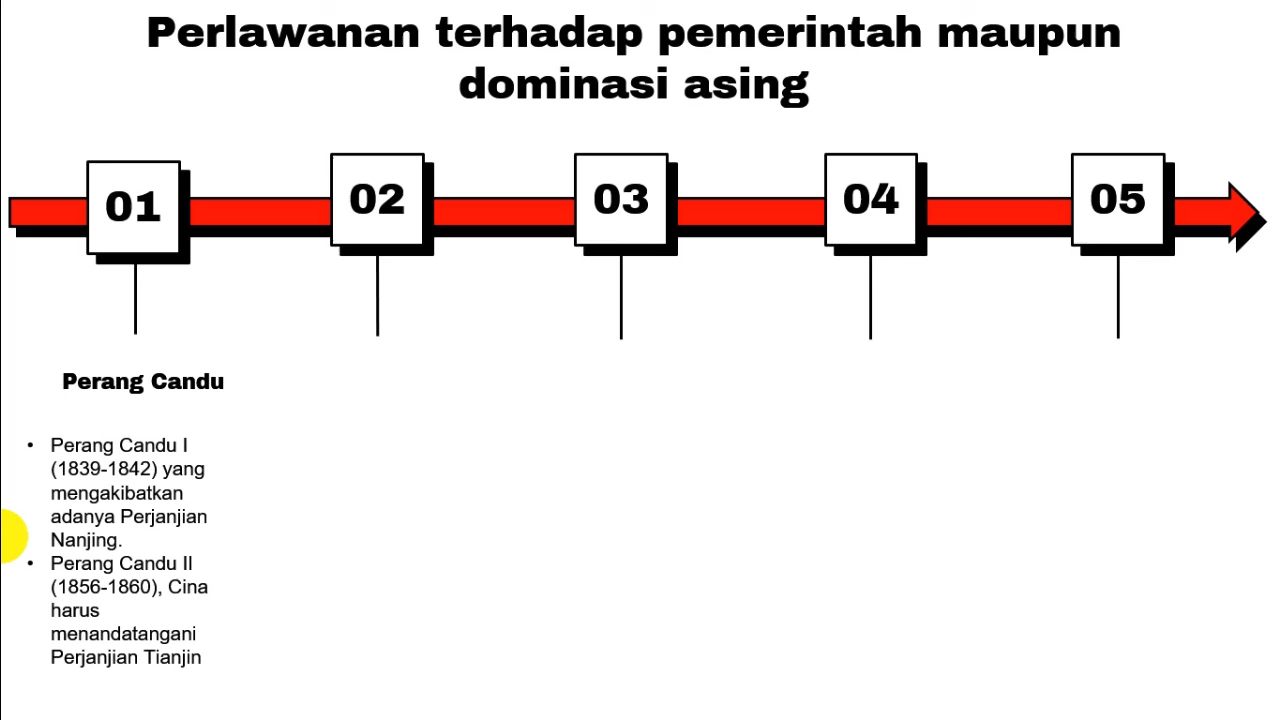 Perlawanan terhadap pemerintah maupun
dominasi asing
01
02
03
04
05
Perang Candu
• Perang Candu I
(1839-1842) yang
mengakibatkan
adanya Perjanjian
Nanjing.
• Perang Candu II
(1856-1860), Cina
harus
menandatangani
Perjanjian Tianjin